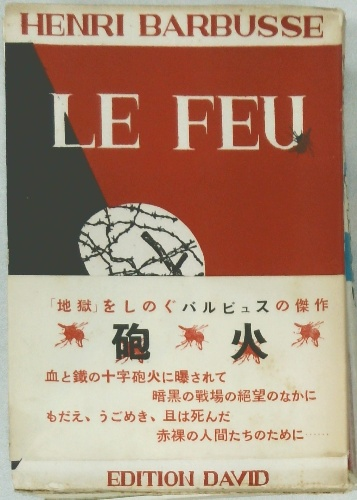 HENRI BARBUSSE
LE FEU
「地獄」をしのぐバルビュスの傑作
砲火
血と鐵の十字砲火に曝されて
暗黒の戰場の絕望のなかに
もだえ、うごめき、且は死んだ
赤裸の人間たちのために……
EDITION DAVID